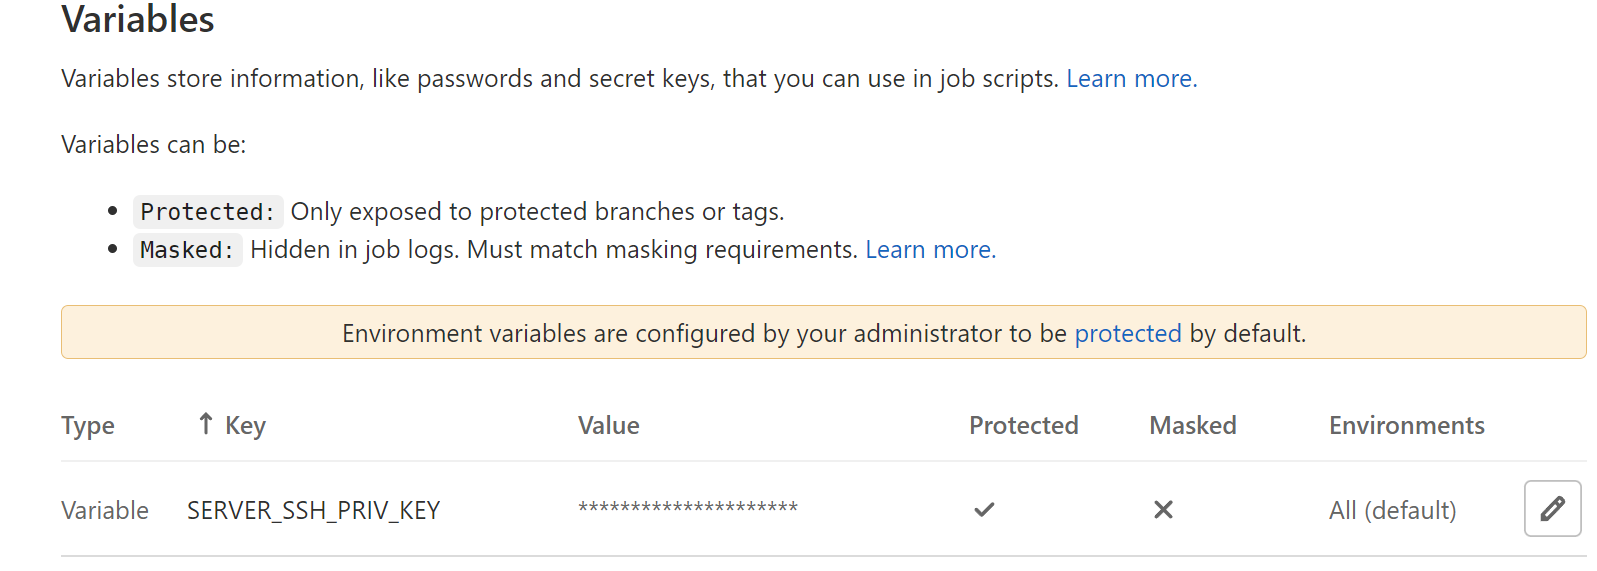 Variables
Variables store information, like passwords and secret keys, that you can use in job scripts. Learn more.
Variables can be:
Protected: Only exposed to protected branches or tags.
Masked: Hidden in job logs. Must match masking requirements. Learn more.
Environment variables are configured by your administrator to be protected by default.
Type ↑ Key Value Protected Masked Environments
Variable SERVER_SSH_PRIV_KEY ********************* ✓ ✕ All (default)